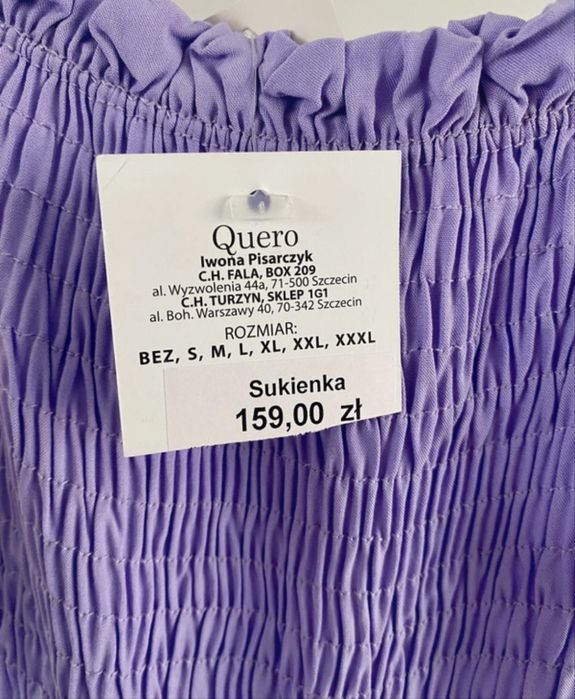 Quero
Iwona Pisarczyk
C.H. FALA, BOX 209
al. Wyzwolenia 44a, 71-500 Szczecin
C.H. TURZYN, SKLEP 1G1
al. Boh. Warszawy 40, 70-342 Szczecin
ROZMIAR:
BEZ, S, M, L, XL, XXL, XXXL
Sukienka
159,00 zł